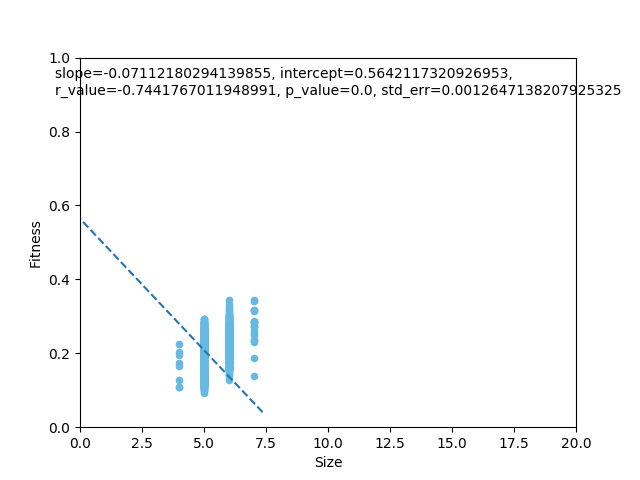 slope=-0.07112180294139855, intercept=0.5642117320926953,
r_value=-0.7441767011948991, p_value=0.0, std_err=0.0012647138207925325
1.0
0.8
0.6
0.4
0.2
0.0
Fitness
0.0 2.5 5.0 7.5 10.0 12.5 15.0 17.5 20.0
Size